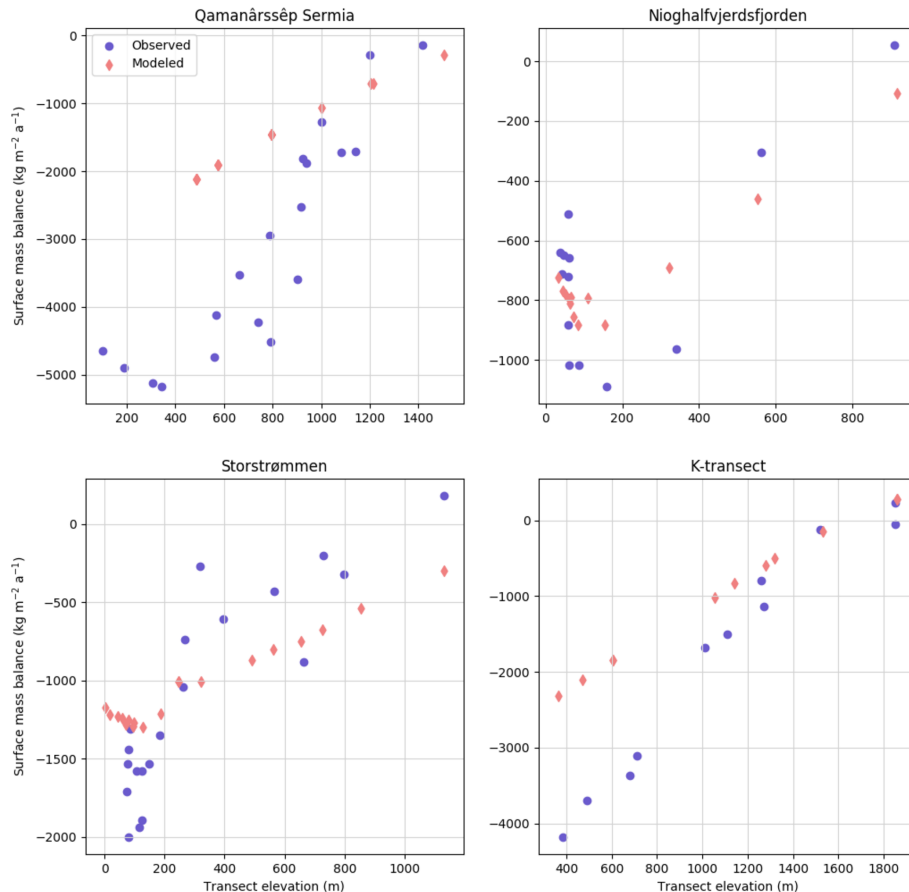 Qamanârssêp Sermia
Nioghalfvjerdsfjorden
Observed
Modeled
Surface mass balance (kg m⁻² a⁻¹)
0
−1000
−2000
−3000
−4000
−5000
200 400 600 800 1000 1200 1400
0
−200
−400
−600
−800
−1000
0 200 400 600 800
Storstrømmen
K-transect
Surface mass balance (kg m⁻² a⁻¹)
0
−500
−1000
−1500
−2000
0 200 400 600 800 1000
Transect elevation (m)
0
−1000
−2000
−3000
−4000
400 600 800 1000 1200 1400 1600 1800
Transect elevation (m)